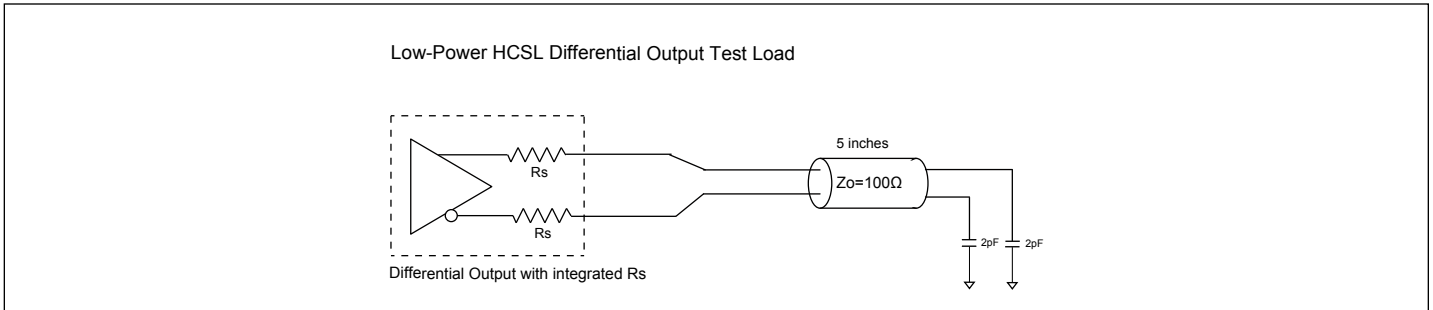 Low-Power HCSL Differential Output Test Load
5 inches
Rs
Zo=100Ω
Rs
2pF
2pF
Differential Output with integrated Rs